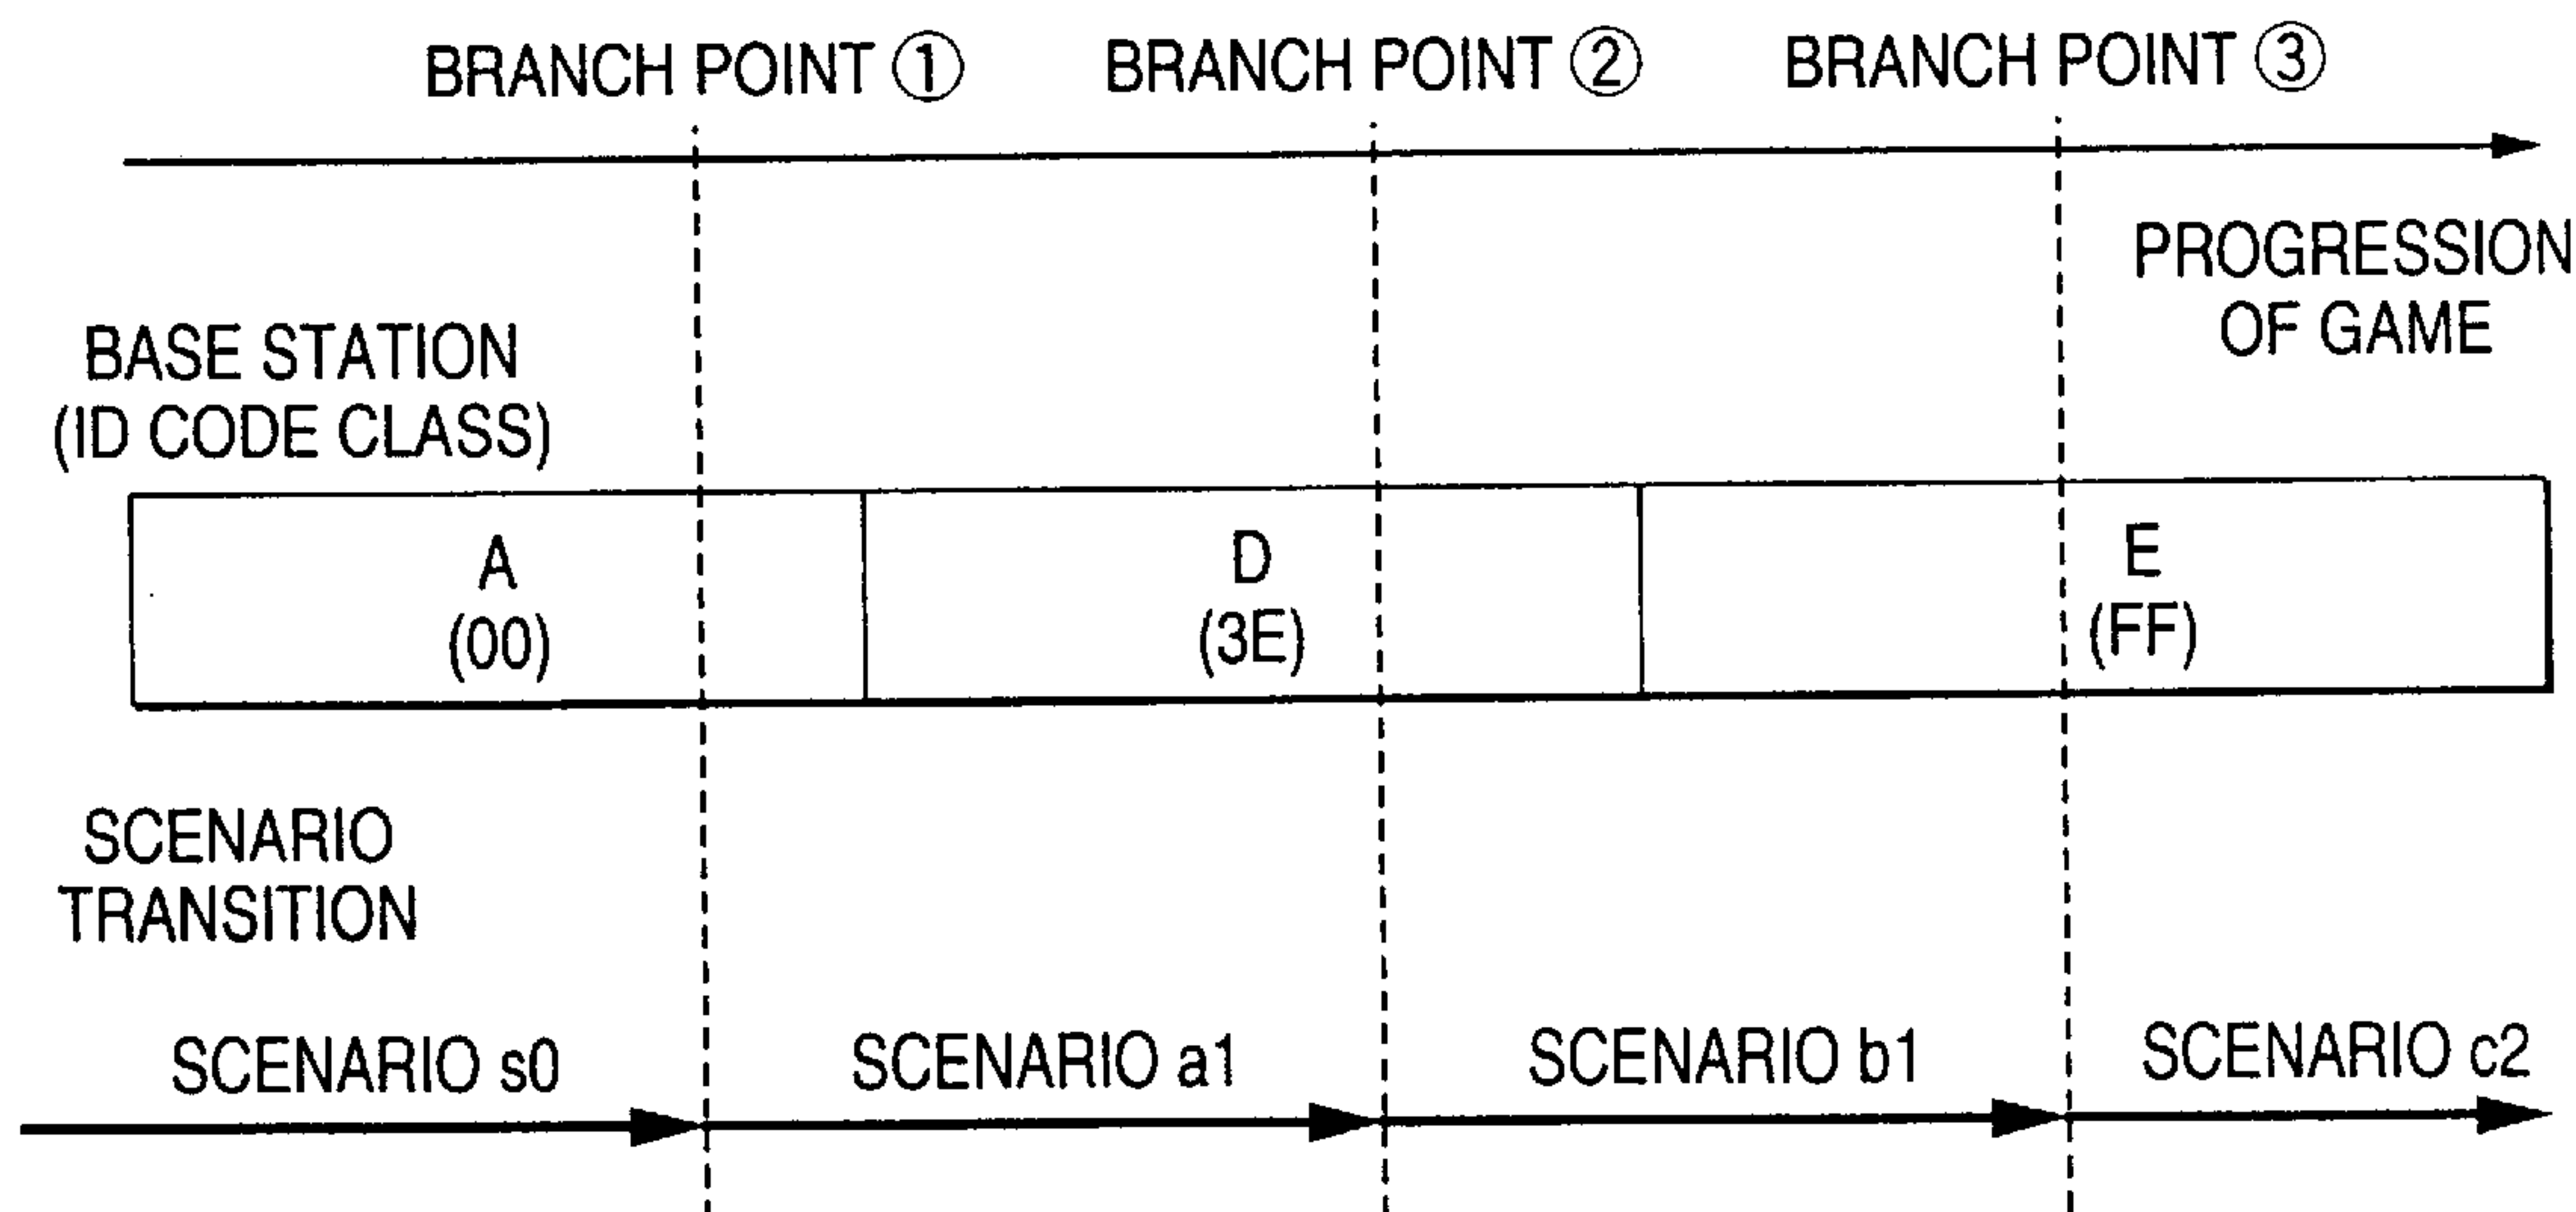 BRANCH POINT ①
BRANCH POINT ②
BRANCH POINT ③
PROGRESSION
OF GAME
BASE STATION
(ID CODE CLASS)
A
(00)
D
(3E)
E
(FF)
SCENARIO
TRANSITION
SCENARIO s0
SCENARIO a1
SCENARIO b1
SCENARIO c2